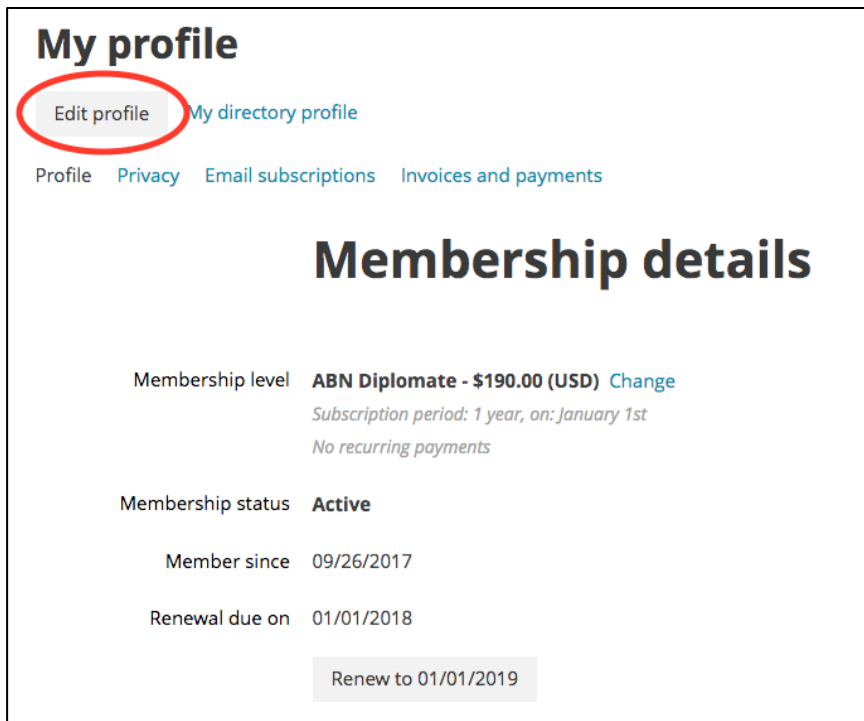 My profile
Edit profile My directory profile
Profile Privacy Email subscriptions Invoices and payments
Membership details
Membership level ABN Diplomate - $190.00 (USD) Change
Subscription period: 1 year, on: January 1st
No recurring payments
Membership status Active
Member since 09/26/2017
Renewal due on 01/01/2018
Renew to 01/01/2019